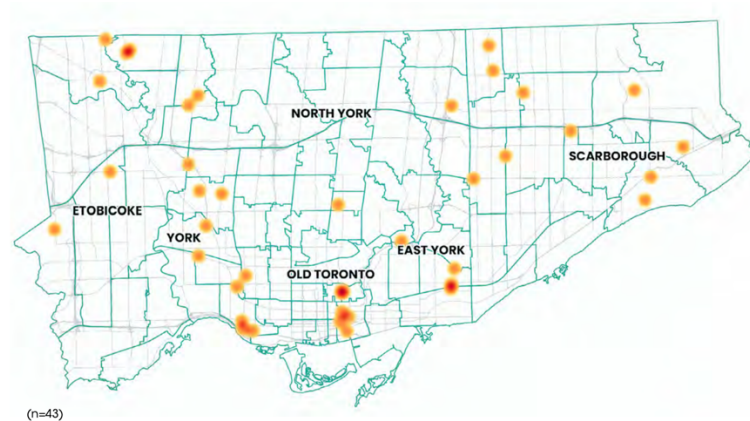 NORTH YORK
SCARBOROUGH
ETOBICOKE
YORK
EAST YORK
OLD TORONTO
(n=43)